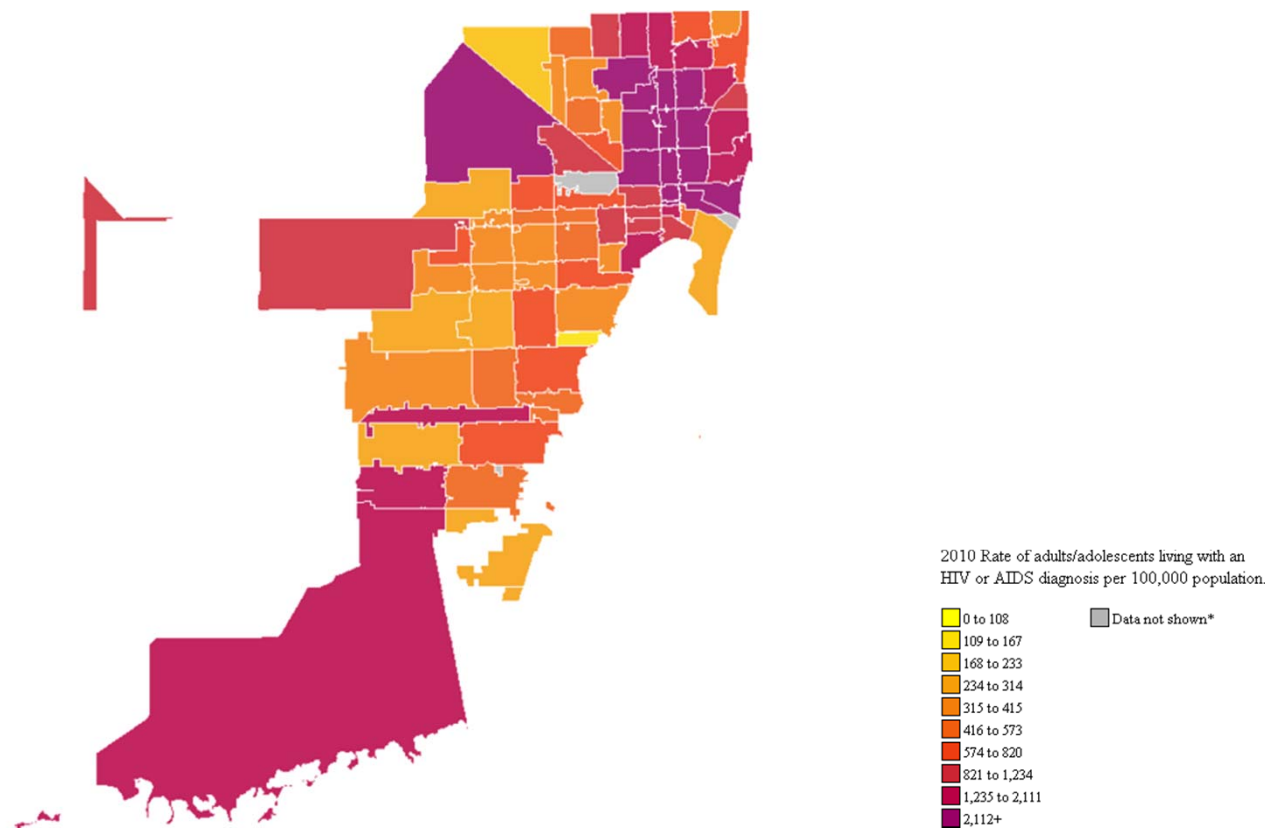 2010 Rate of adults/adolescents living with an
HIV or AIDS diagnosis per 100,000 population.
0 to 108
Data not shown*
109 to 167
168 to 233
234 to 314
315 to 415
416 to 573
574 to 820
821 to 1,234
1,235 to 2,111
2,112+